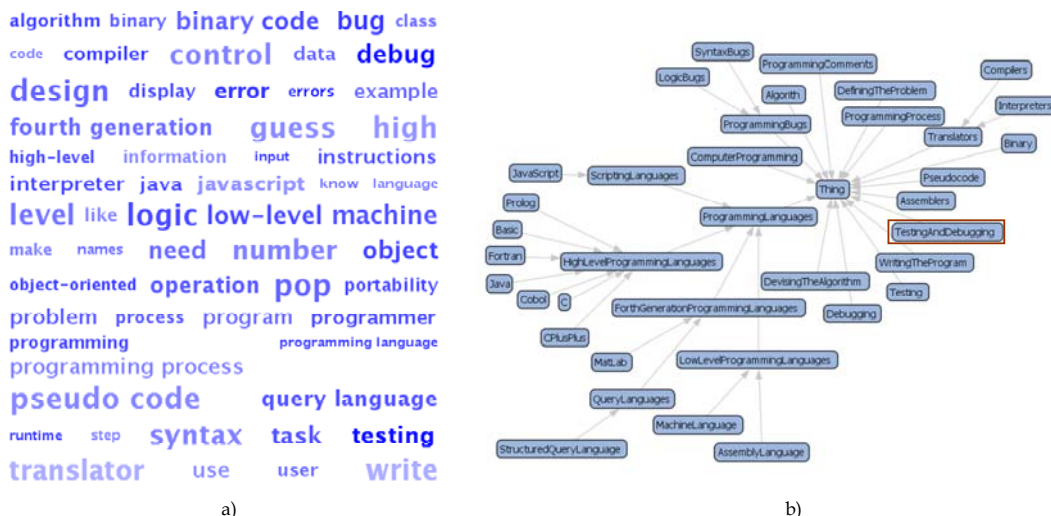 algorithm binary binary code bug class
code compiler control data debug
design display error errors example
fourth generation guess high
high-level information input instructions
interpreter java javascript know language
level like logic low-level machine
make names need number object
object-oriented operation pop portability
problem process program programmer
programming programming language
programming process
pseudo code query language
runtime step syntax task testing
translator use user write
a)
SyntaxBugs
ProgrammingComments
Compilers
LogicBugs
Algorith
DefiningTheProblem
Interpreters
ProgrammingBugs
ProgrammingProcess
Translators
Binary
ComputerProgramming
JavaScript
ScriptingLanguages
Thing
Pseudocode
Prolog
ProgrammingLanguages
Assemblers
Basic
TestingAndDebugging
Fortran
HighLevelProgrammingLanguages
WritingTheProgram
Java
DevisingTheAlgorithm
Testing
Cobol
C
ForthGenerationProgrammingLanguages
Debugging
CPlusPlus
MatLab
LowLevelProgrammingLanguages
QueryLanguages
MachineLanguage
StructuredQueryLanguage
AssemblyLanguage
b)